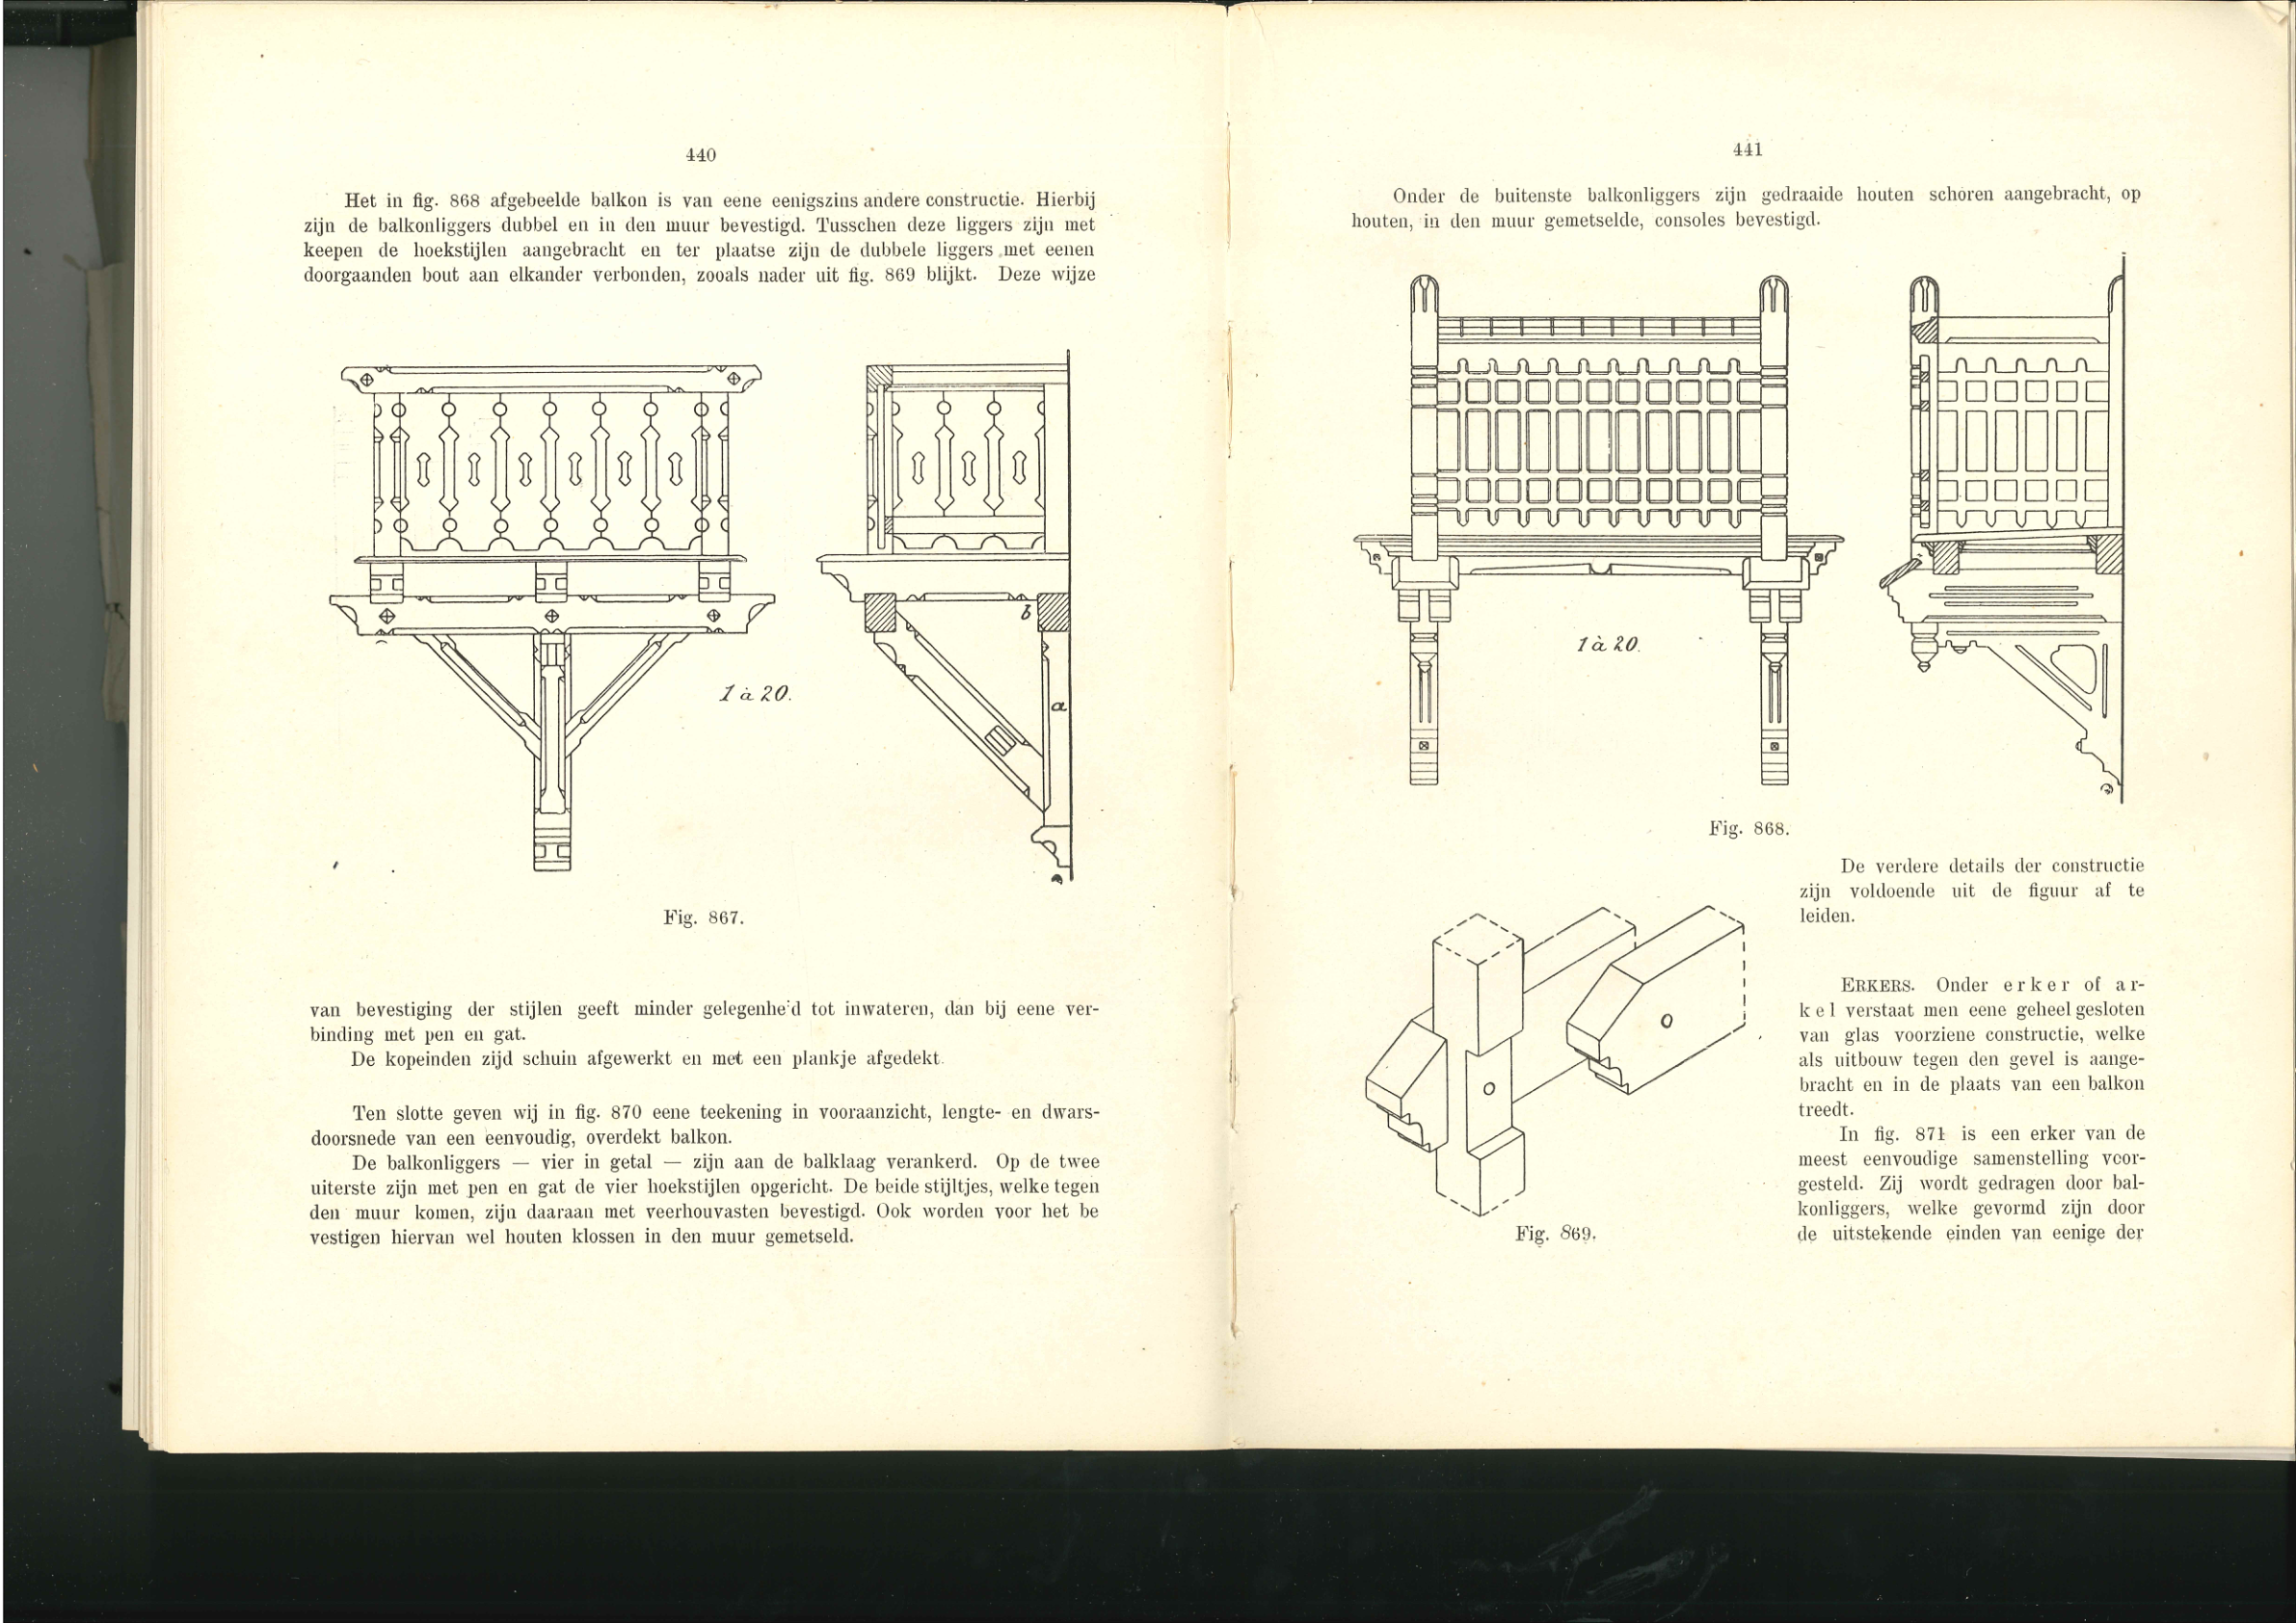 440
Het in fig. 868 afgebeelde balkon is van eene eenigszins andere constructie. Hierbij
zijn de balkonliggers dubbel en in den muur bevestigd. Tusschen deze liggers zijn met
keepen de hoekstijlen aangebracht en ter plaatse zijn de dubbele liggers met eenen
doorgaanden bout aan elkander verbonden, zooals nader uit fig. 869 blijkt. Deze wijze
b
a
1 à 20.
Fig. 867.
van bevestiging der stijlen geeft minder gelegenhe'd tot inwateren, dan bij eene ver-
binding met pen en gat.
De kopeinden zijd schuin afgewerkt en met een plankje afgedekt.
Ten slotte geven wij in fig. 870 eene teekening in vooraanzicht, lengte- en dwars-
doorsnede van een eenvoudig, overdekt balkon.
De balkonliggers — vier in getal — zijn aan de balklaag verankerd. Op de twee
uiterste zijn met pen en gat de vier hoekstijlen opgericht. De beide stijltjes, welke tegen
den muur komen, zijn daaraan met veerhouvasten bevestigd. Ook worden voor het be
vestigen hiervan wel houten klossen in den muur gemetseld.
441
Onder de buitenste balkonliggers zijn gedraaide houten schoren aangebracht, op
houten, in den muur gemetselde, consoles bevestigd.
1 à 20.
Fig. 868.
De verdere details der constructie
zijn voldoende uit de figuur af te
leiden.
ERKERS. Onder erker of ar-
kel verstaat men eene geheel gesloten
van glas voorziene constructie, welke
als uitbouw tegen den gevel is aange-
bracht en in de plaats van een balkon
treedt.
In fig. 871 is een erker van de
meest eenvoudige samenstelling voor-
gesteld. Zij wordt gedragen door bal-
konliggers, welke gevormd zijn door
de uitstekende einden van eenige der
Fig. 869.